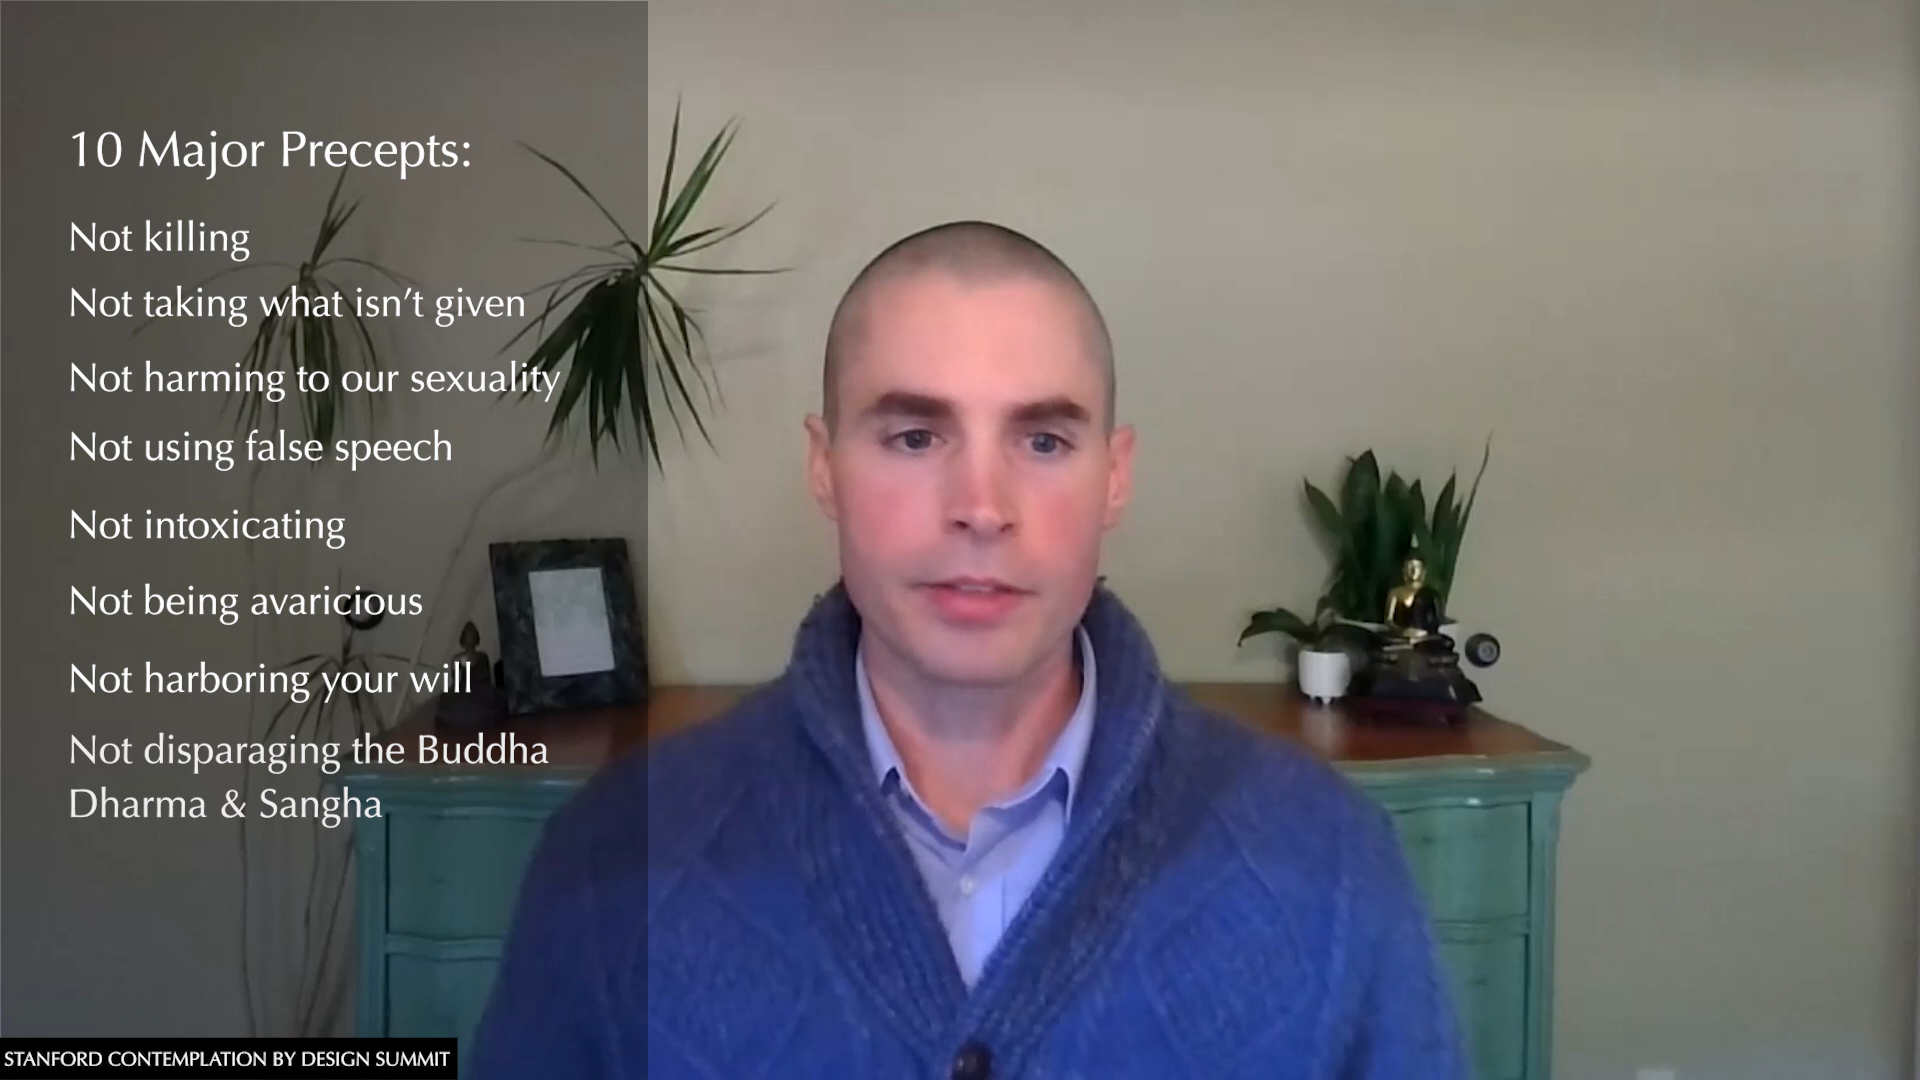 10 Major Precepts:
Not killing
Not taking what isn’t given
Not harming to our sexuality
Not using false speech
Not intoxicating
Not being avaricious
Not harboring your will
Not disparaging the Buddha
Dharma & Sangha
STANFORD CONTEMPLATION BY DESIGN SUMMIT